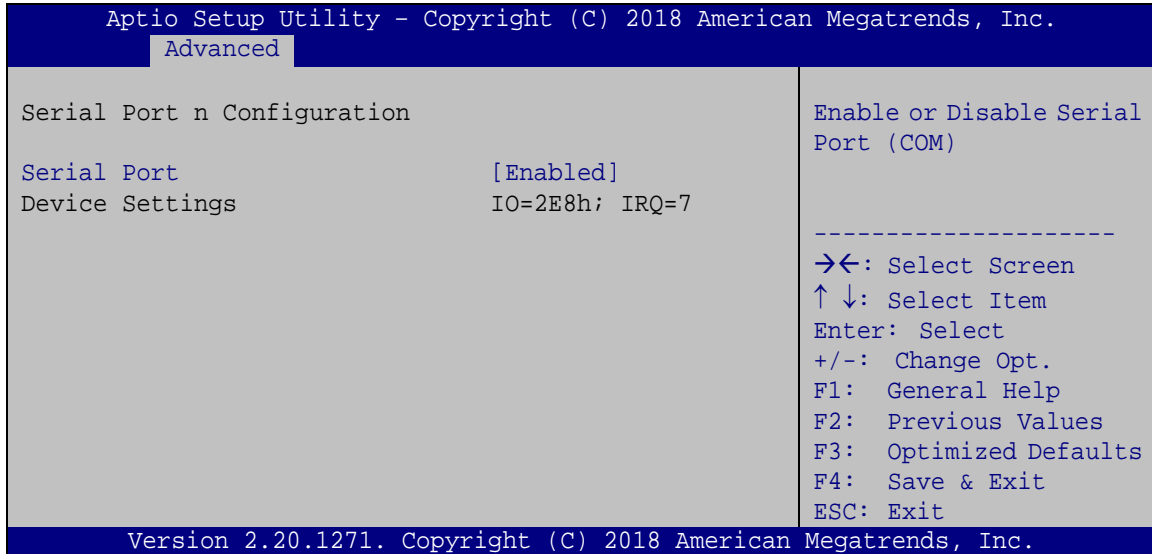 Aptio Setup Utility – Copyright (C) 2018 American Megatrends, Inc.
Advanced
Serial Port n Configuration
Serial Port [Enabled]
Device Settings IO=2E8h; IRQ=7
Enable or Disable Serial
Port (COM)
---------------------
→←: Select Screen
↑ ↓: Select Item
Enter: Select
+/-: Change Opt.
F1: General Help
F2: Previous Values
F3: Optimized Defaults
F4: Save & Exit
ESC: Exit
Version 2.20.1271. Copyright (C) 2018 American Megatrends, Inc.